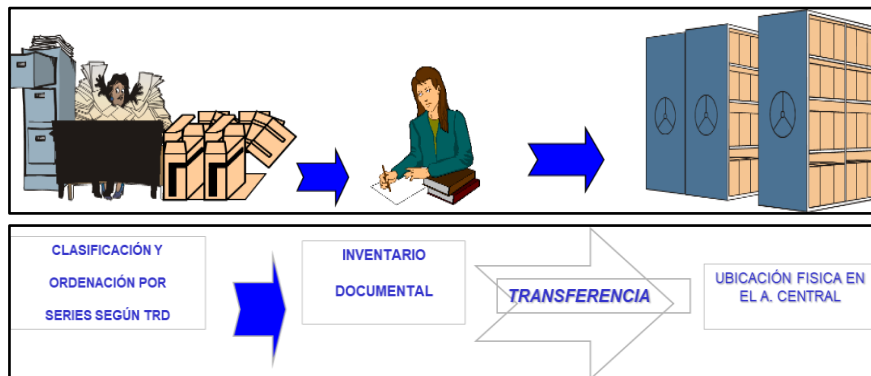 CLASIFICACIÓN Y
ORDENACIÓN POR
SERIES SEGÚN TRD
INVENTARIO
DOCUMENTAL
TRANSFERENCIA
UBICACIÓN FISICA EN
EL A. CENTRAL